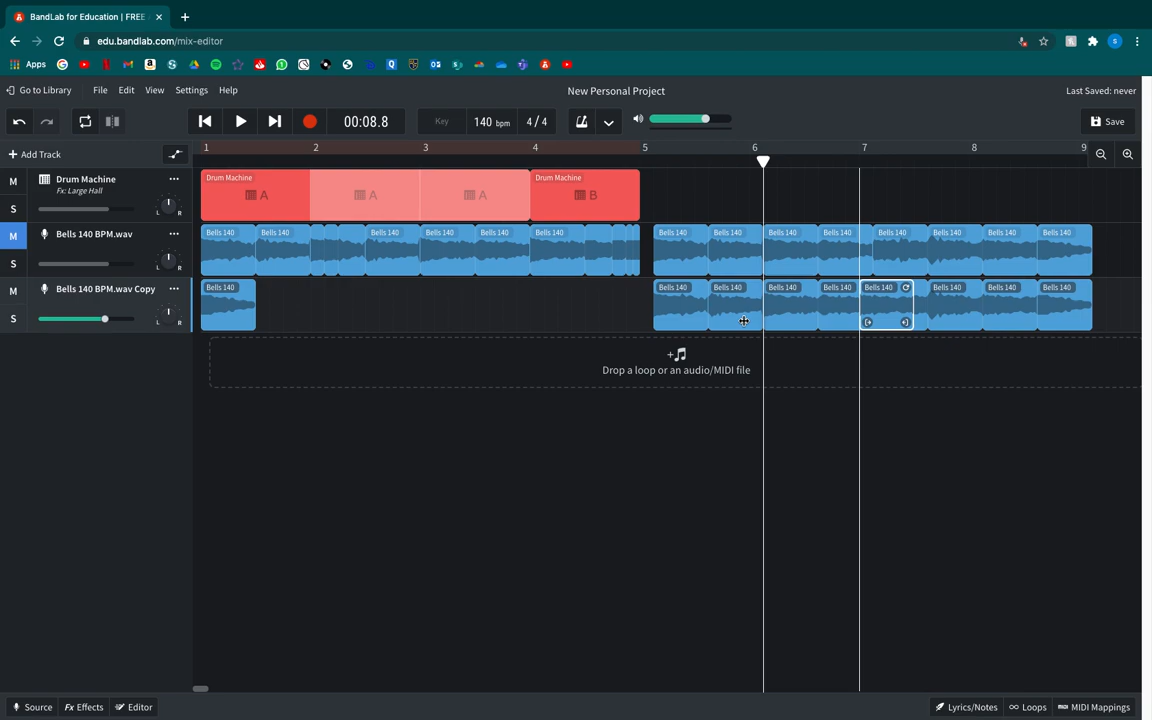 BandLab for Education | FREE
edu.bandlab.com/mix-editor
S
Apps
Go to Library
File
Edit
View
Settings
Help
New Personal Project
Last Saved: never
00:08.8
Key
140 bpm
4 / 4
Save
Add Track
1
2
3
4
5
6
7
8
9
M
Drum Machine
Fx: Large Hall
S
L
R
Drum Machine
A
A
A
Drum Machine
B
M
Bells 140 BPM.wav
S
L
R
Bells 140
Bells 140
Bells 140
Bells 140
Bells 140
Bells 140
Bells 140
Bells 140
Bells 140
Bells 140
Bells 140
Bells 140
Bells 140
Bells 140
M
Bells 140 BPM.wav Copy
S
L
R
Bells 140
Bells 140
Bells 140
Bells 140
Bells 140
Bells 140
Bells 140
Bells 140
Bells 140
Drop a loop or an audio/MIDI file
Source
Fx Effects
Editor
Lyrics/Notes
Loops
MIDI Mappings